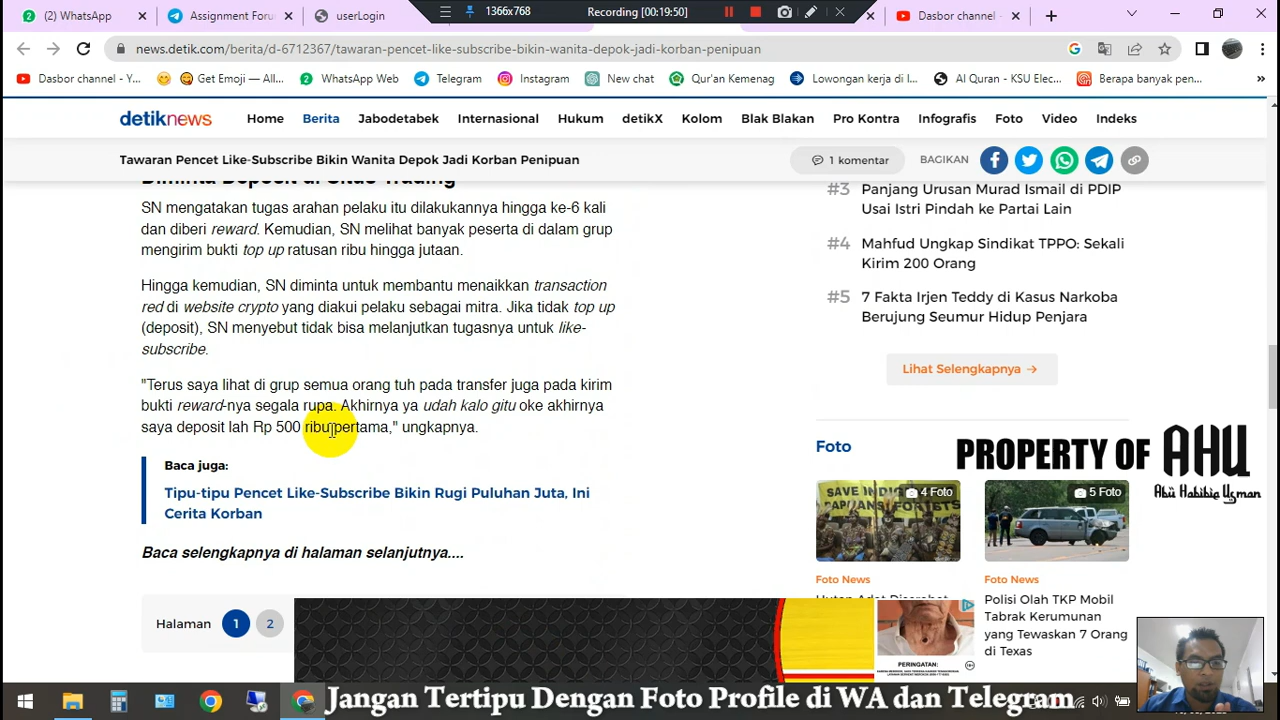 WhatsApp
Assignment Forum
userLogin
1366x768
Recording [00:19:50]
Dasbor channel -
news.detik.com/berita/d-6712367/tawaran-pencet-like-subscribe-bikin-wanita-depok-jadi-korban-penipuan
Dasbor channel - Y...
Get Emoji — All...
WhatsApp Web
Telegram
Instagram
New chat
Qur'an Kemenag
Lowongan kerja di I...
Al Quran - KSU Elec...
Berapa banyak pen...
detiknews
Home
Berita
Jabodetabek
Internasional
Hukum
detikX
Kolom
Blak Blakan
Pro Kontra
Infografis
Foto
Video
Indeks
Tawaran Pencet Like-Subscribe Bikin Wanita Depok Jadi Korban Penipuan
1 komentar
BAGIKAN
Diminta Deposit di Situs Trading
SN mengatakan tugas arahan pelaku itu dilakukannya hingga ke-6 kali
dan diberi reward. Kemudian, SN melihat banyak peserta di dalam grup
mengirim bukti top up ratusan ribu hingga jutaan.
Hingga kemudian, SN diminta untuk membantu menaikkan transaction
red di website crypto yang diakui pelaku sebagai mitra. Jika tidak top up
(deposit), SN menyebut tidak bisa melanjutkan tugasnya untuk like-
subscribe.
"Terus saya lihat di grup semua orang tuh pada transfer juga pada kirim
bukti reward-nya segala rupa. Akhirnya ya udah kalo gitu oke akhirnya
saya deposit lah Rp 500 ribu pertama," ungkapnya.
Baca juga:
Tipu-tipu Pencet Like-Subscribe Bikin Rugi Puluhan Juta, Ini
Cerita Korban
Baca selengkapnya di halaman selanjutnya....
Halaman
1
2
#3
Panjang Urusan Murad Ismail di PDIP
Usai Istri Pindah ke Partai Lain
#4
Mahfud Ungkap Sindikat TPPO: Sekali
Kirim 200 Orang
#5
7 Fakta Irjen Teddy di Kasus Narkoba
Berujung Seumur Hidup Penjara
Lihat Selengkapnya →
Foto
PROPERTY OF AHU
Abu Habibie Usman
SAVE
4 Foto
5 Foto
Foto News
Foto News
Polisi Olah TKP Mobil
Tabrak Kerumunan
yang Tewaskan 7 Orang
di Texas
PERINGATAN:
Jangan Tertipu Dengan Foto Profile di WA dan Telegram